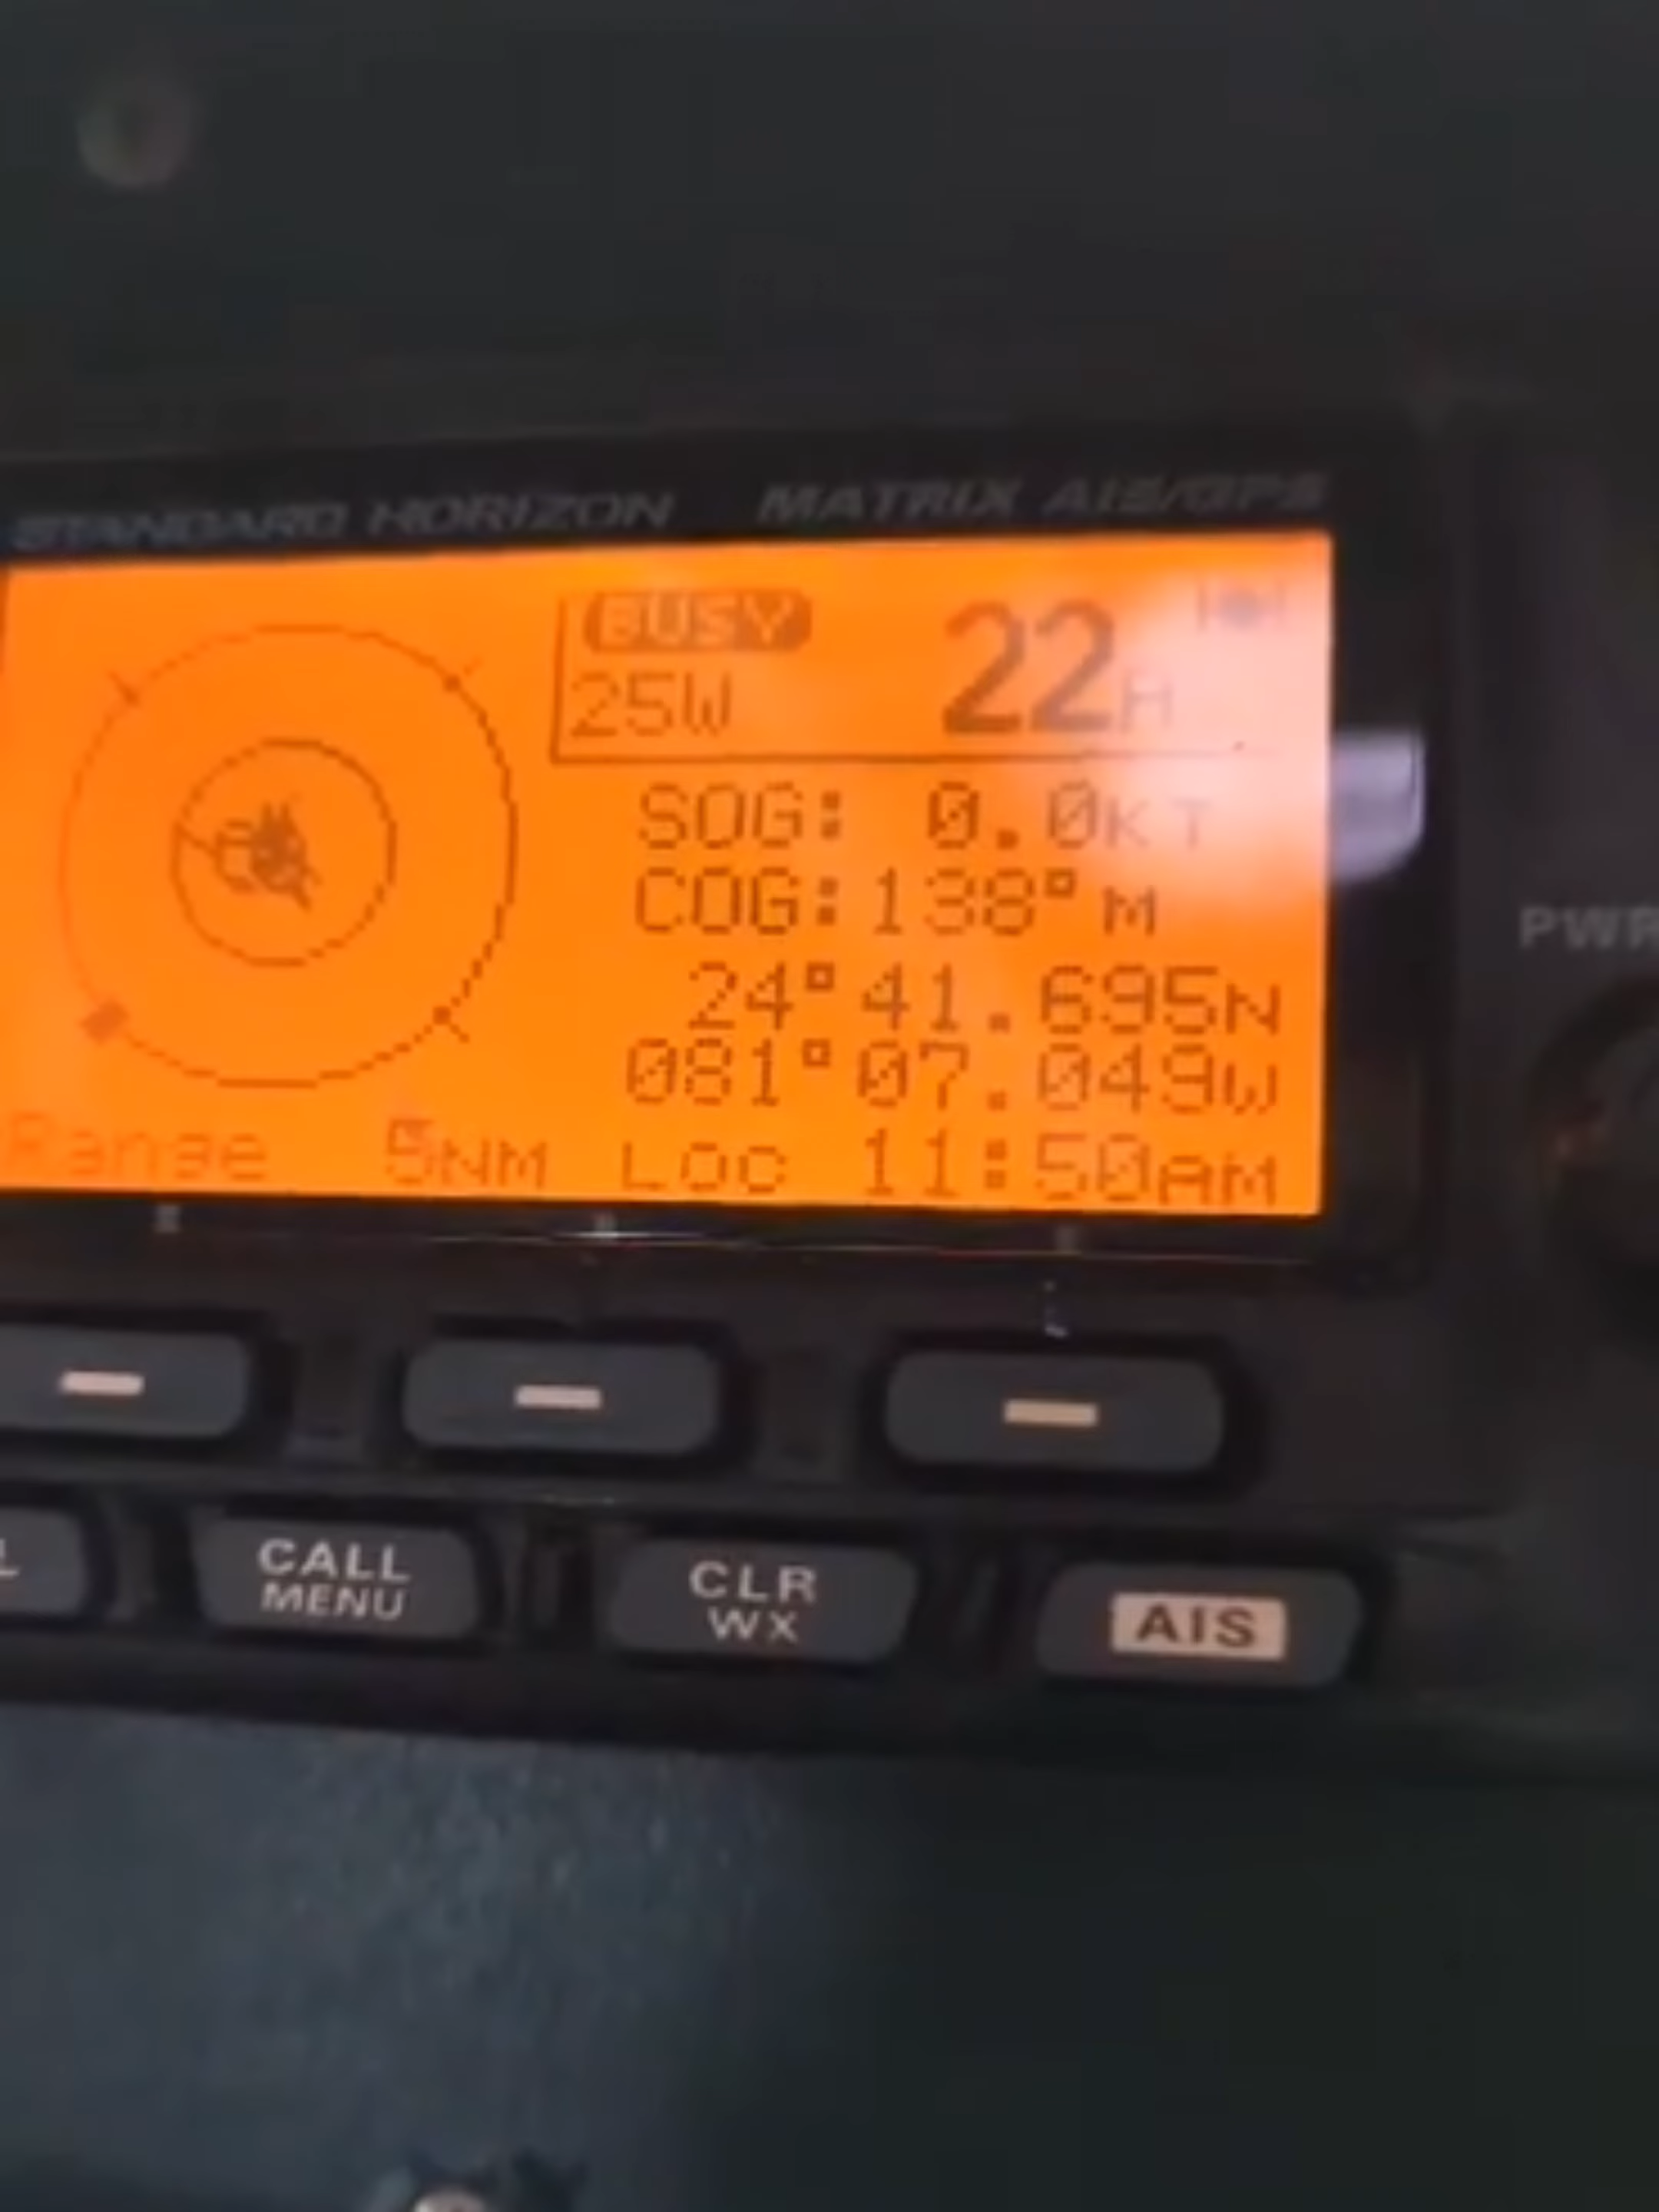 STANDARD HORIZON MATRIX AIS/GPS
BUSY
25W 22H
SOG: 0.0KT
COG:138°M
24°41.695N
081°07.049W
Range 5NM LOC 11:50AM
PWR
L
CALL
MENU
CLR
WX
AIS